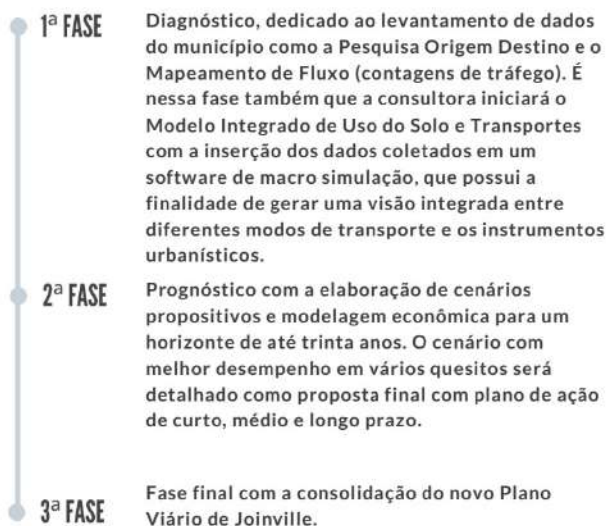 1ª FASE
Diagnóstico, dedicado ao levantamento de dados
do município como a Pesquisa Origem Destino e o
Mapeamento de Fluxo (contagens de tráfego). É
nessa fase também que a consultora iniciará o
Modelo Integrado de Uso do Solo e Transportes
com a inserção dos dados coletados em um
software de macro simulação, que possui a
finalidade de gerar uma visão integrada entre
diferentes modos de transporte e os instrumentos
urbanísticos.
2ª FASE
Prognóstico com a elaboração de cenários
propositivos e modelagem econômica para um
horizonte de até trinta anos. O cenário com
melhor desempenho em vários quesitos será
detalhado como proposta final com plano de ação
de curto, médio e longo prazo.
3ª FASE
Fase final com a consolidação do novo Plano
Viário de Joinville.